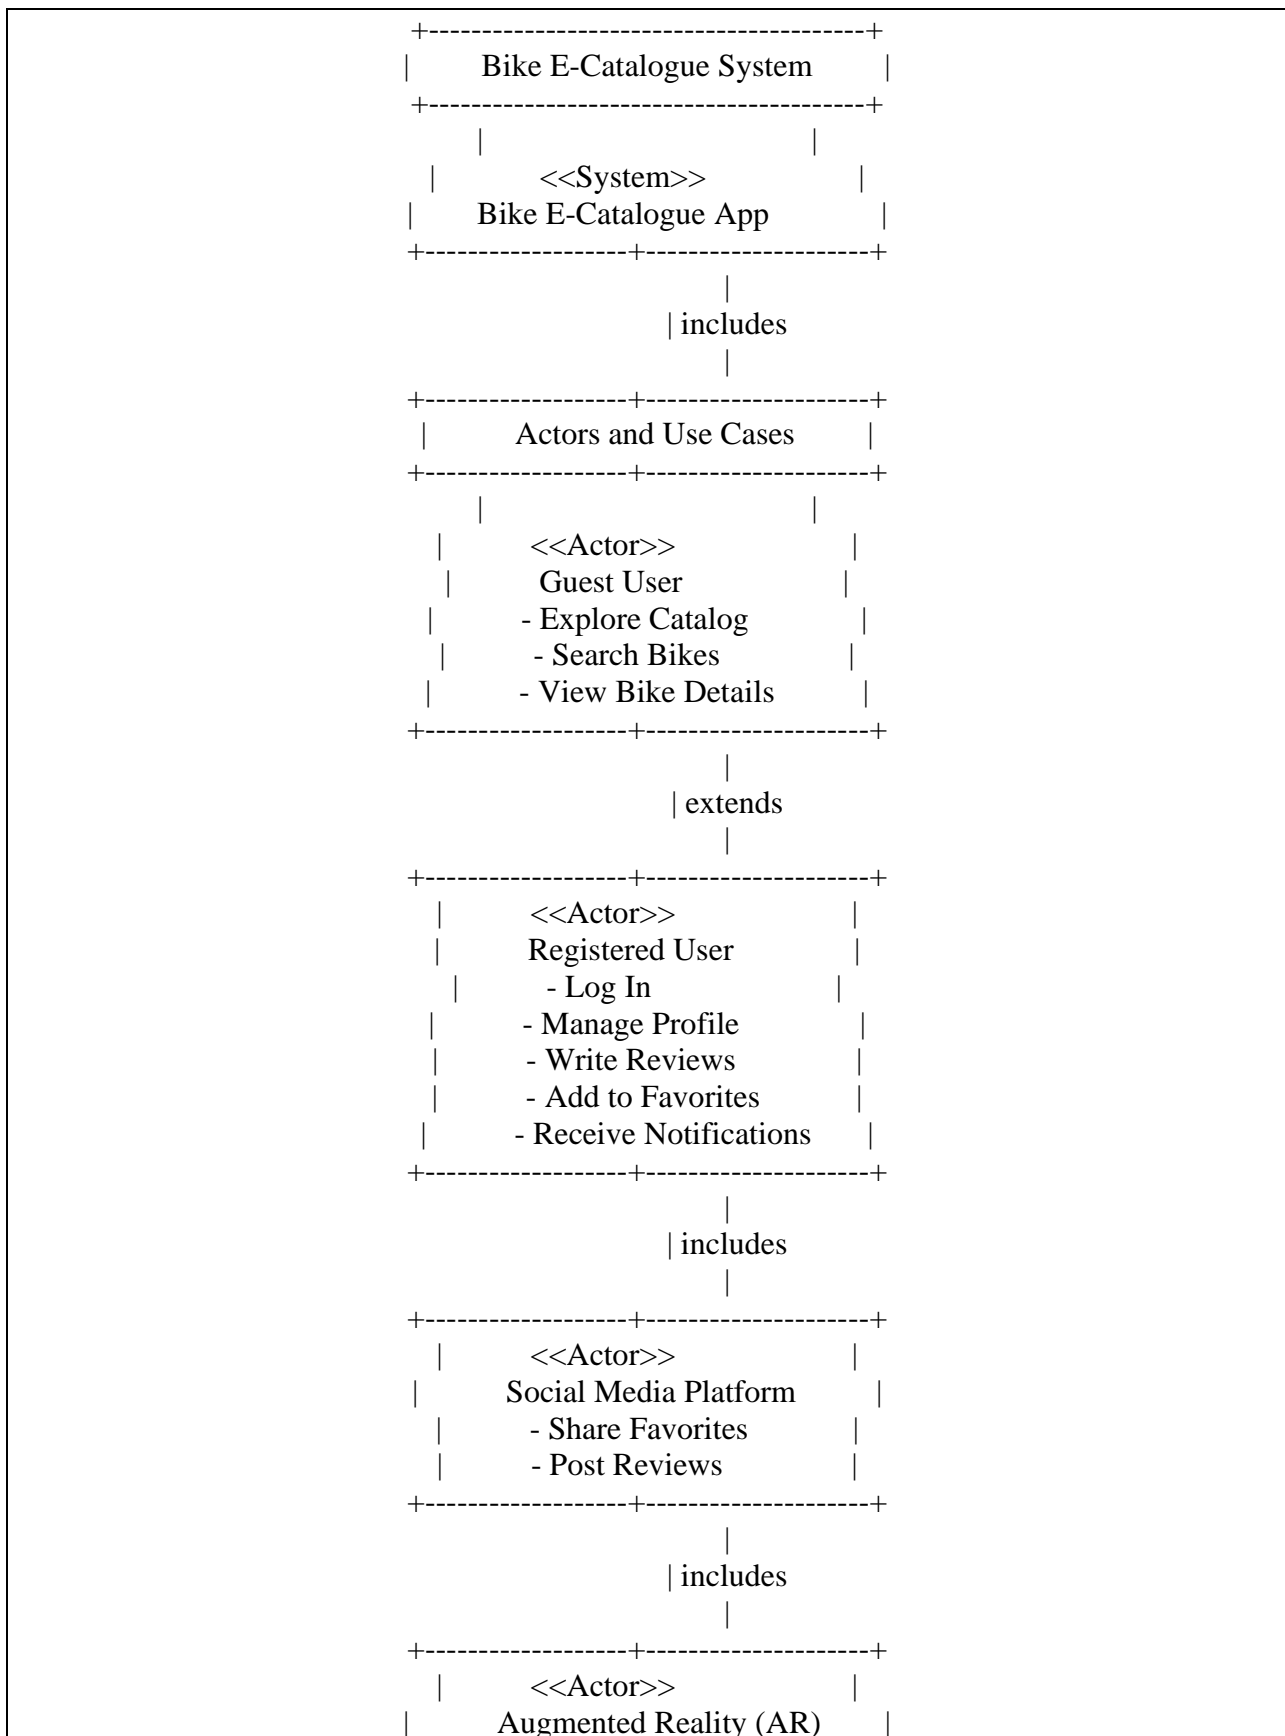 +-----------------------------------------+
| Bike E-Catalogue System |
+-----------------------------------------+
| |
| <<System>> |
| Bike E-Catalogue App |
+-------------------+---------------------+
|
| includes
|
+-------------------+---------------------+
| Actors and Use Cases |
+-------------------+---------------------+
| |
| <<Actor>> |
| Guest User |
| - Explore Catalog |
| - Search Bikes |
| - View Bike Details |
+-------------------+---------------------+
|
| extends
|
+-------------------+---------------------+
| <<Actor>> |
| Registered User |
| - Log In |
| - Manage Profile |
| - Write Reviews |
| - Add to Favorites |
| - Receive Notifications |
+-------------------+---------------------+
|
| includes
|
+-------------------+---------------------+
| <<Actor>> |
| Social Media Platform |
| - Share Favorites |
| - Post Reviews |
+-------------------+---------------------+
|
| includes
|
+-------------------+---------------------+
| <<Actor>> |
| Augmented Reality (AR) |